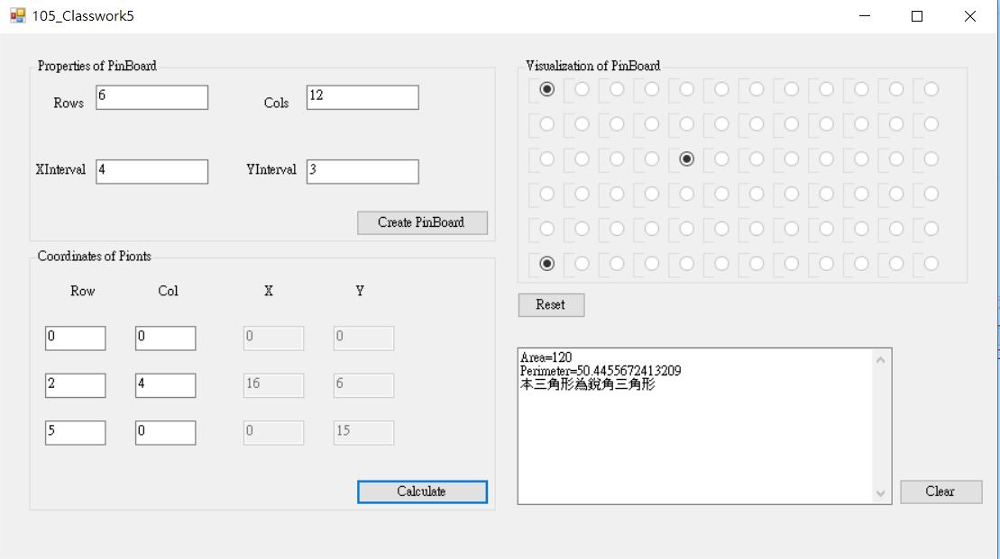 105_Classwork5
Properties of PinBoard
Rows 6 Cols 12
XInterval 4 YInterval 3
Create PinBoard
Coordinates of Pionts
Row Col X Y
0 0 0 0
2 4 16 6
5 0 0 15
Calculate
Visualization of PinBoard
Reset
Area=120
Perimeter=50.4455672413209
本三角形為銳角三角形
Clear